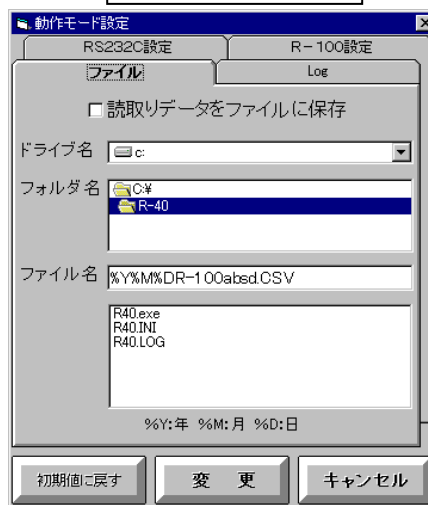 動作モード設定
RS232C設定 R-100設定
ファイル Log
読取りデータをファイルに保存
ドライブ名 c:
フォルダ名 C:¥
R-40
ファイル名 %Y%M%DR-100absd.CSV
R40.exe
R40.INI
R40.LOG
%Y:年 %M:月 %D:日
初期値に戻す 変 更 キャンセル